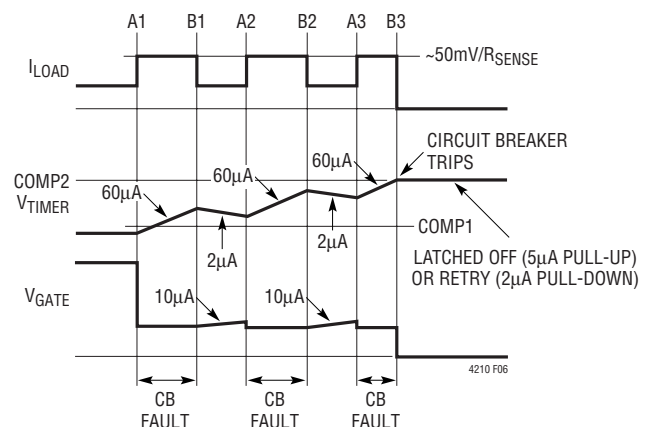 A1 B1 A2 B2 A3 B3
ILOAD
~50mV/RSENSE
CIRCUIT BREAKER
TRIPS
COMP2
VTIMER
60μA
60μA
60μA
COMP1
2μA
2μA
LATCHED OFF (5μA PULL-UP)
OR RETRY (2μA PULL-DOWN)
VGATE
10μA
10μA
4210 F06
CB
FAULT
CB
FAULT
CB
FAULT